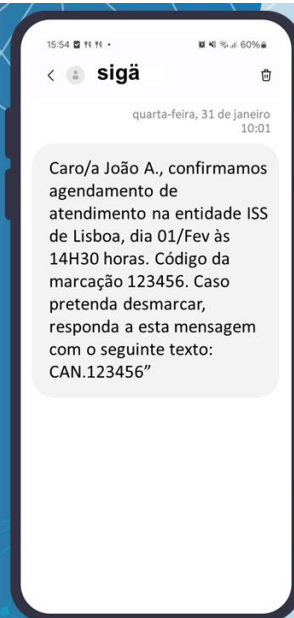 15:54
60%
sigä
quarta-feira, 31 de janeiro
10:01
Caro/a João A., confirmamos
agendamento de
atendimento na entidade ISS
de Lisboa, dia 01/Fev às
14H30 horas. Código da
marcação 123456. Caso
pretenda desmarcar,
responda a esta mensagem
com o seguinte texto:
CAN.123456”